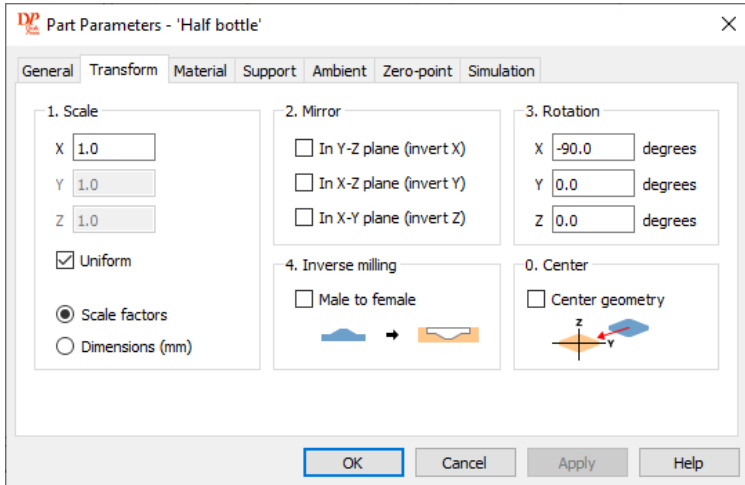 DP Part Parameters - 'Half bottle'
General Transform Material Support Ambient Zero-point Simulation
1. Scale
X 1.0
Y 1.0
Z 1.0
Uniform
Scale factors
Dimensions (mm)
2. Mirror
In Y-Z plane (invert X)
In X-Z plane (invert Y)
In X-Y plane (invert Z)
3. Rotation
X -90.0 degrees
Y 0.0 degrees
Z 0.0 degrees
4. Inverse milling
Male to female
0. Center
Center geometry
Z
Y
OK Cancel Apply Help